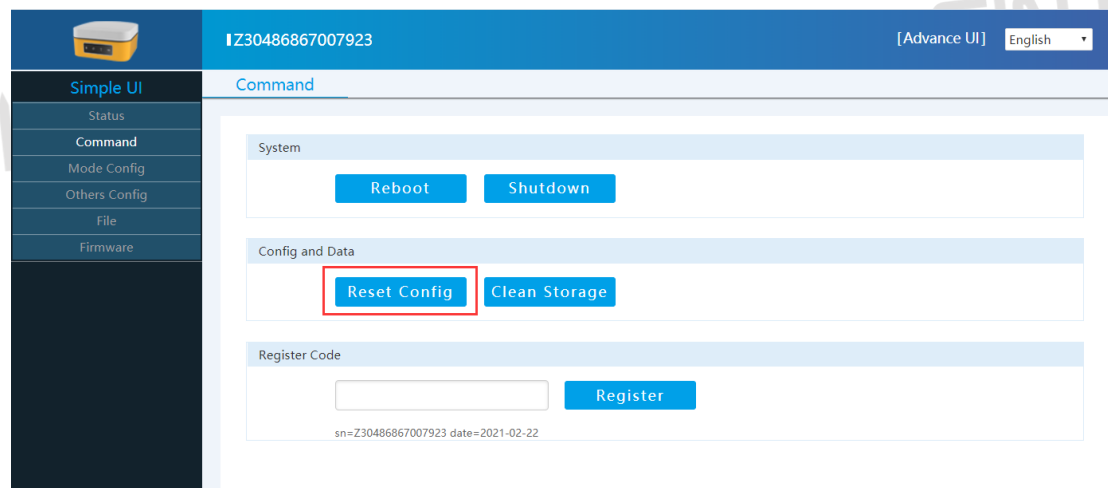 Z30486867007923
[Advance UI]
English
Simple UI
Status
Command
Mode Config
Others Config
File
Firmware
Command
System
Reboot
Shutdown
Config and Data
Reset Config
Clean Storage
Register Code
Register
sn=Z30486867007923 date=2021-02-22